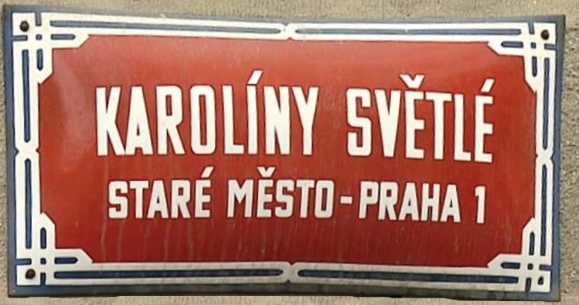 KAROLÍNY SVĚTLÉ
STARÉ MĚSTO-PRAHA 1